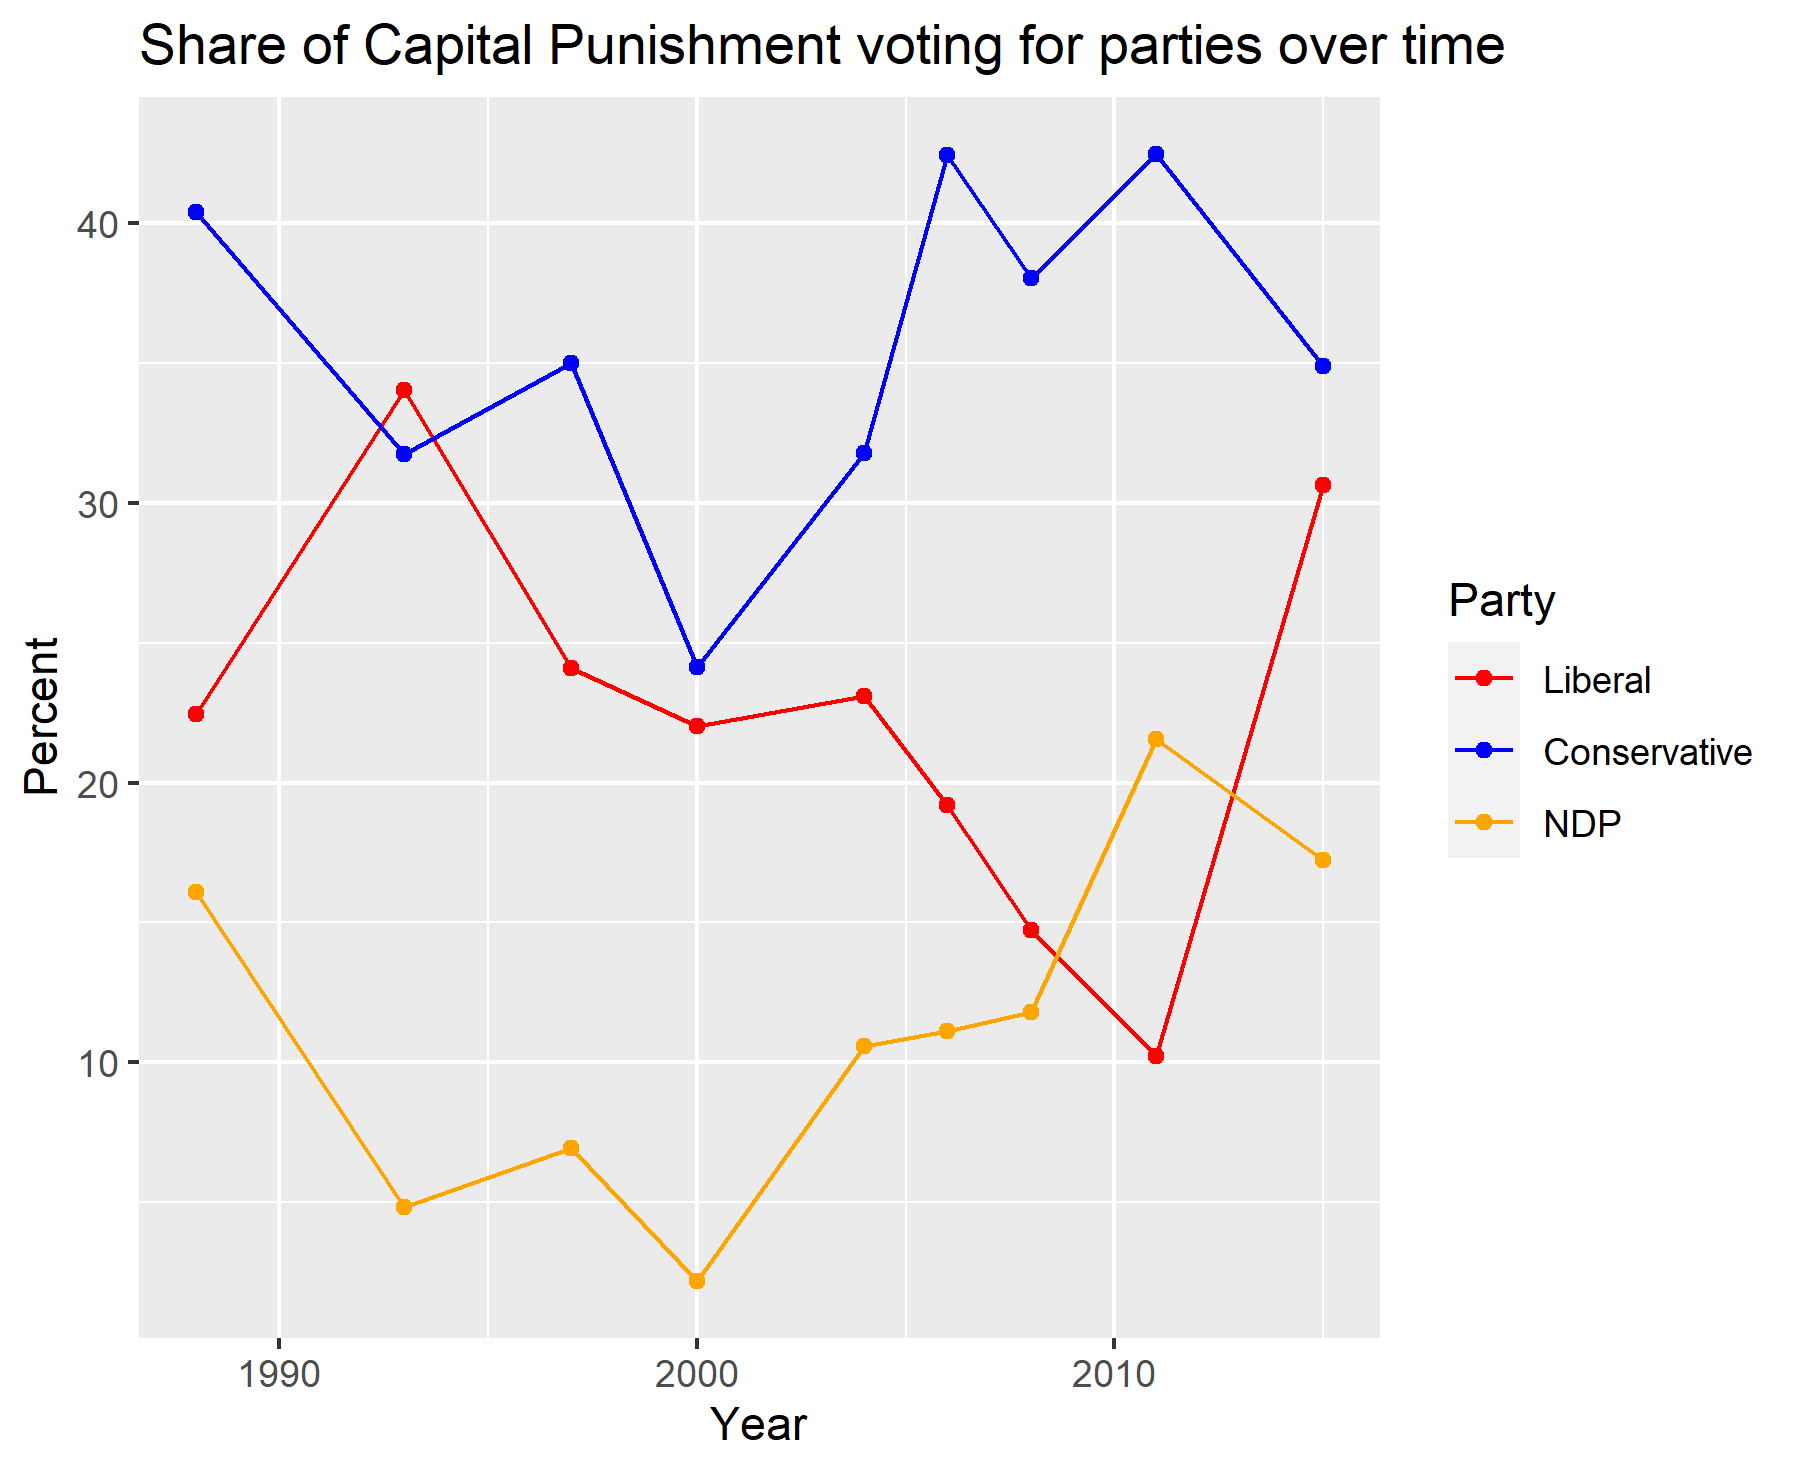 Share of Capital Punishment voting for parties over time
Percent
40
30
20
10
1990
2000
2010
Year
Party
Liberal
Conservative
NDP